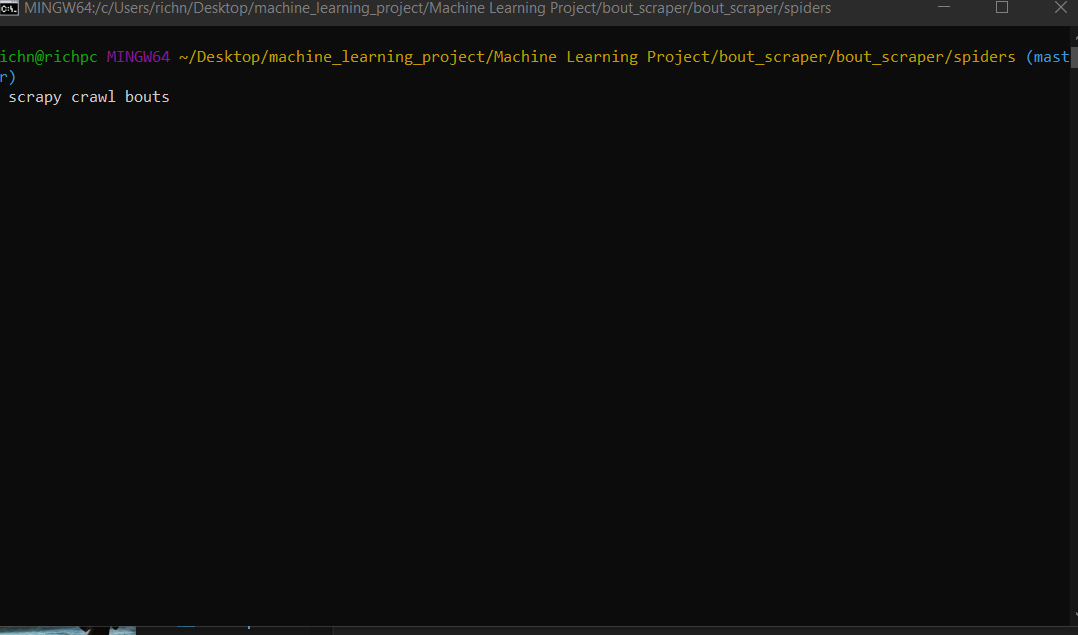 MINGW64:/c/Users/richn/Desktop/machine_learning_project/Machine Learning Project/bout_scraper/bout_scraper/spiders
ichn@richpc MINGW64 ~/Desktop/machine_learning_project/Machine Learning Project/bout_scraper/bout_scraper/spiders (mast
r)
scrapy crawl bouts